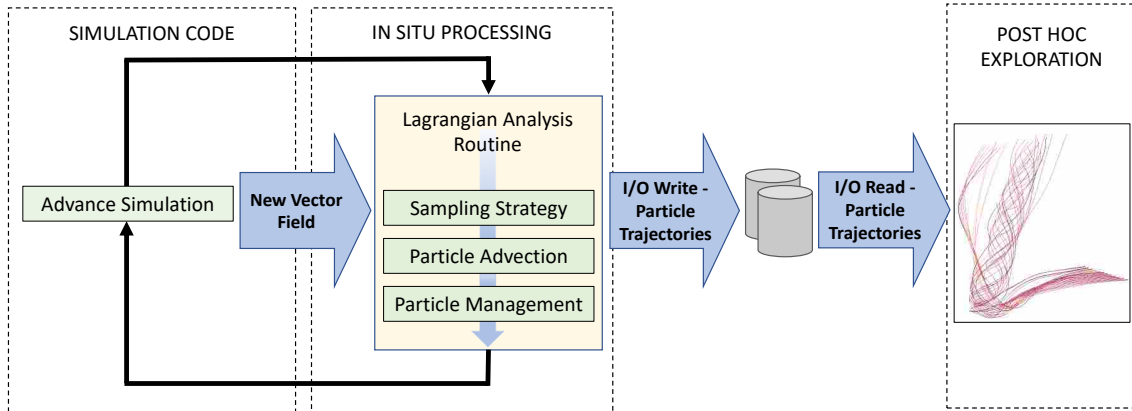 SIMULATION CODE
IN SITU PROCESSING
POST HOC
EXPLORATION
Lagrangian Analysis
Routine
Advance Simulation
New Vector
Field
Sampling Strategy
Particle Advection
Particle Management
I/O Write -
Particle
Trajectories
I/O Read -
Particle
Trajectories